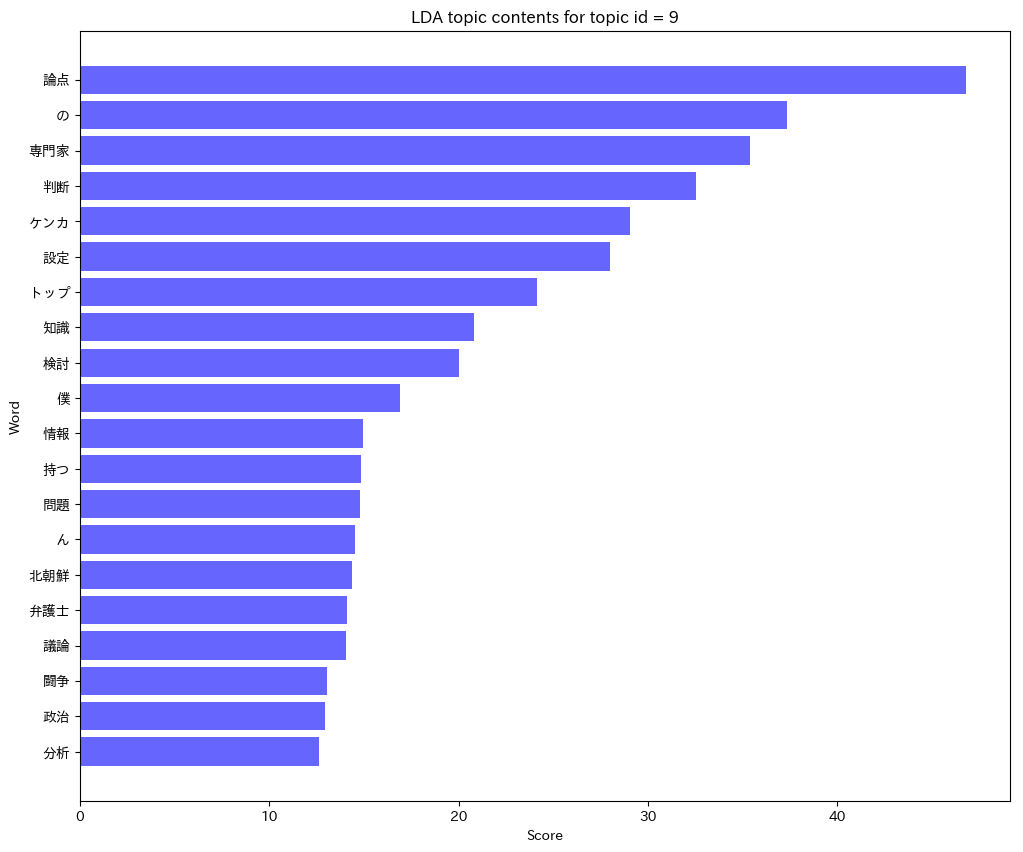 LDA topic contents for topic id = 9
論点
の
専門家
判断
ケンカ
設定
トップ
知識
検討
僕
情報
持つ
問題
ん
北朝鮮
弁護士
議論
闘争
政治
分析
Word
0 10 20 30 40
Score